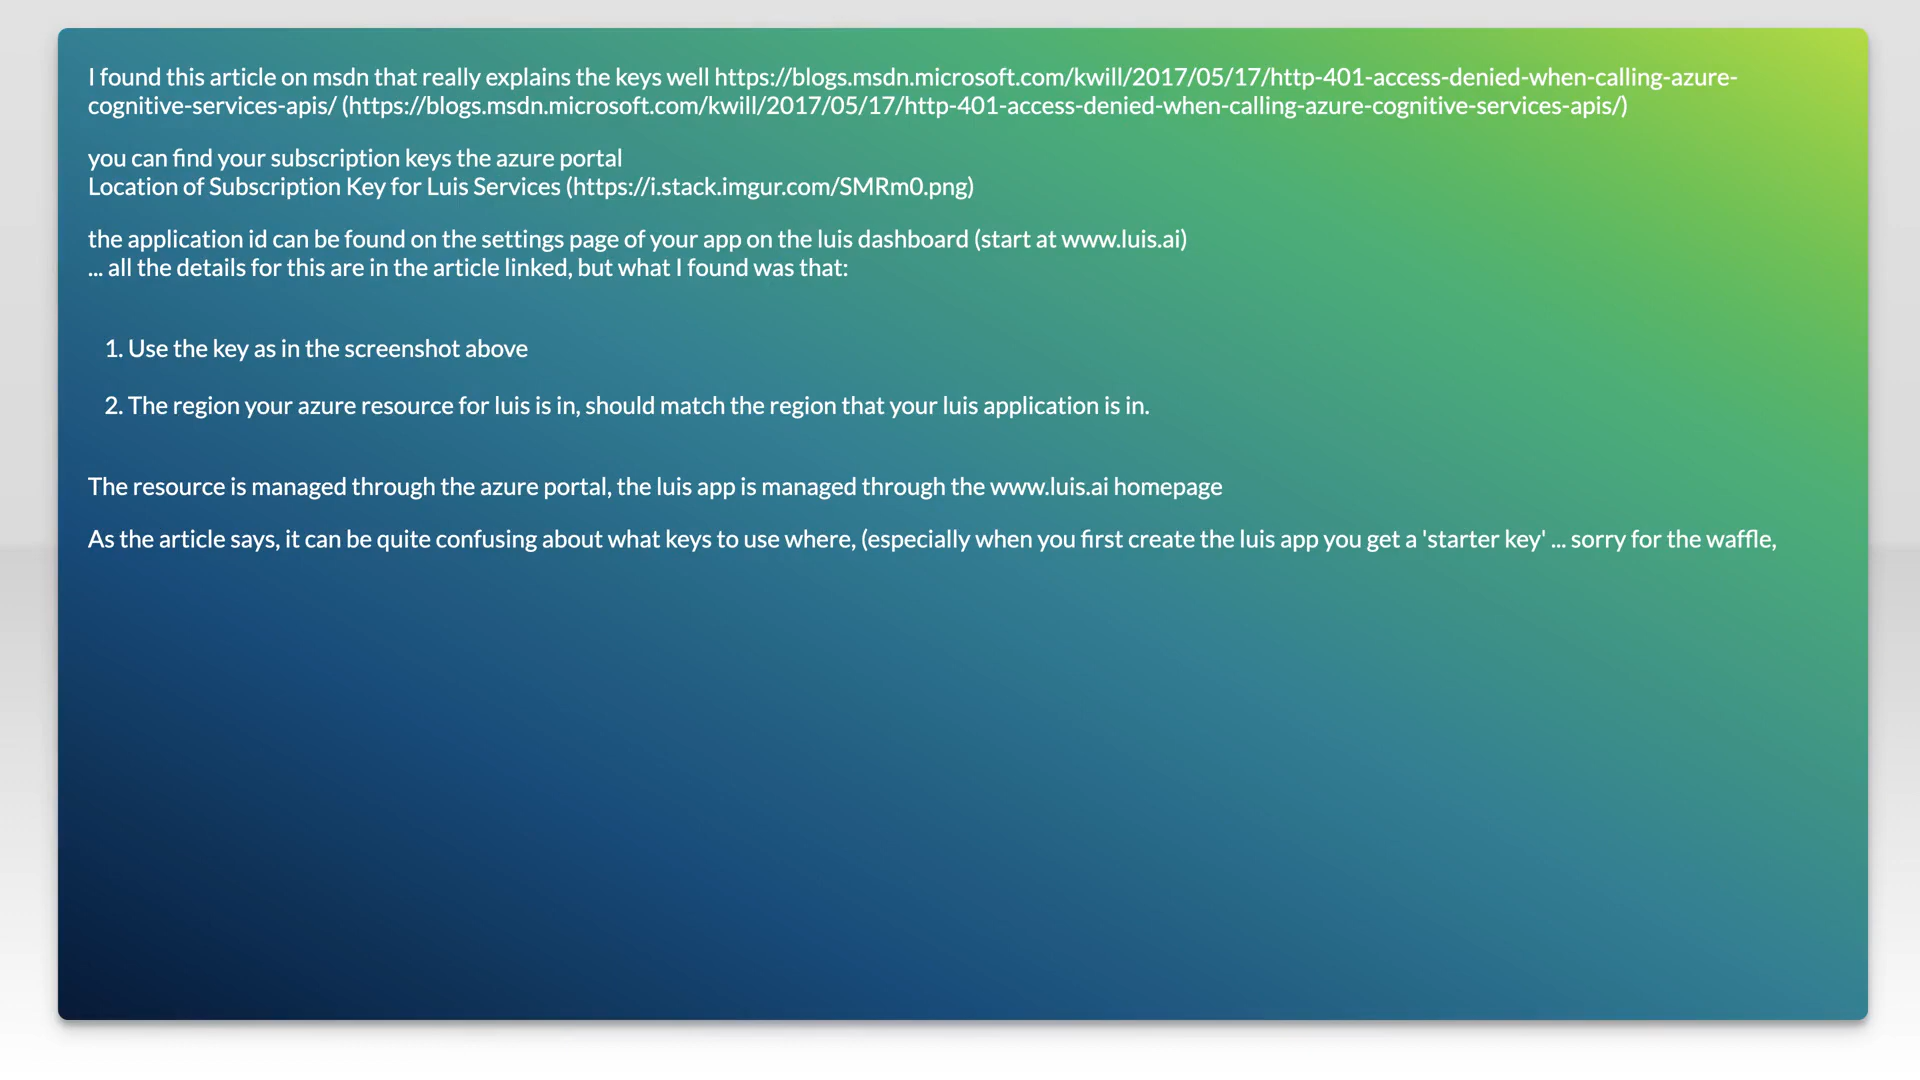 I found this article on msdn that really explains the keys well https://blogs.msdn.microsoft.com/kwill/2017/05/17/http-401-access-denied-when-calling-azure-
cognitive-services-apis/ (https://blogs.msdn.microsoft.com/kwill/2017/05/17/http-401-access-denied-when-calling-azure-cognitive-services-apis/)
you can find your subscription keys the azure portal
Location of Subscription Key for Luis Services (https://i.stack.imgur.com/SMRm0.png)
the application id can be found on the settings page of your app on the luis dashboard (start at www.luis.ai)
... all the details for this are in the article linked, but what I found was that:
1. Use the key as in the screenshot above
2. The region your azure resource for luis is in, should match the region that your luis application is in.
The resource is managed through the azure portal, the luis app is managed through the www.luis.ai homepage
As the article says, it can be quite confusing about what keys to use where, (especially when you first create the luis app you get a 'starter key' ... sorry for the waffle,